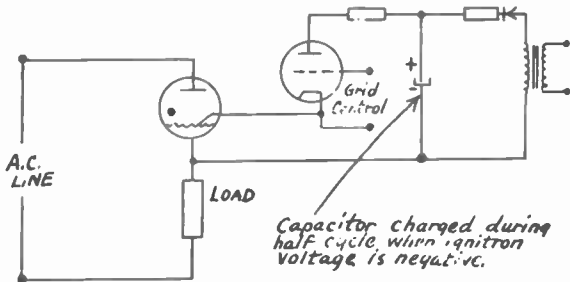 +
-
Grid
Control
A.C.
LINE
LOAD
Capacitor charged during
half cycle when ignitron
voltage is negative.